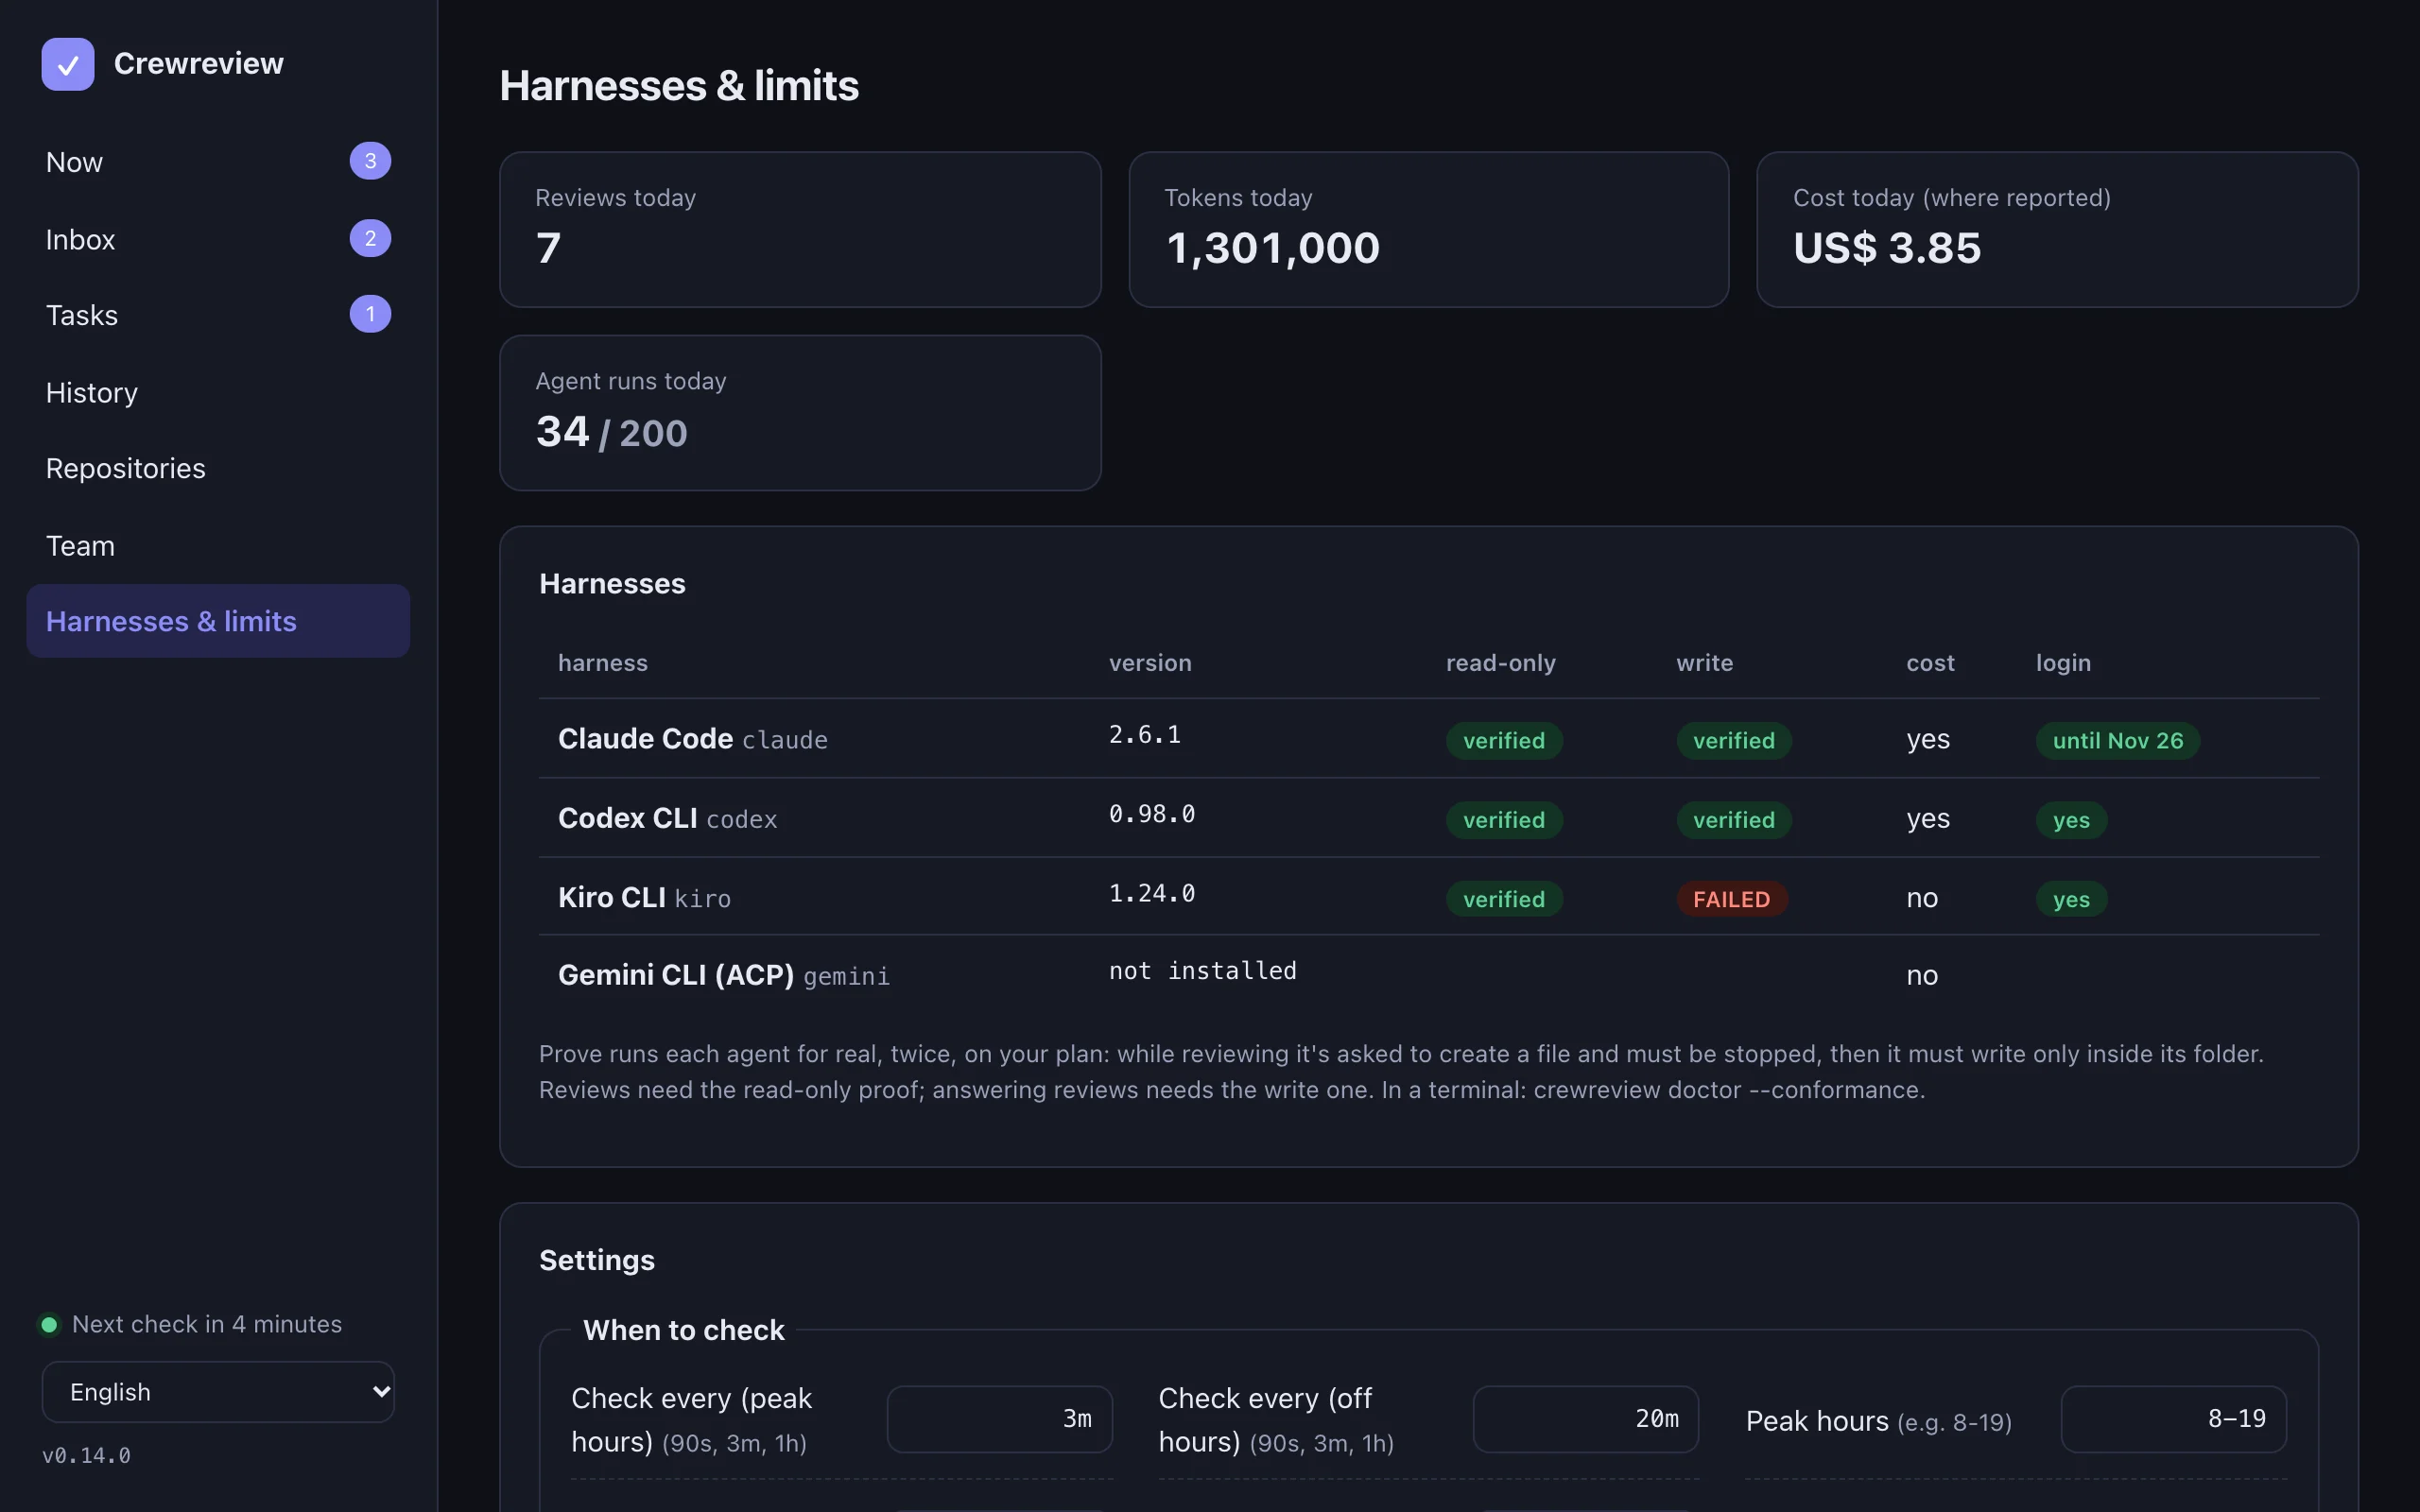 Crewreview
Now 3
Inbox 2
Tasks 1
History
Repositories
Team
Harnesses & limits
Next check in 4 minutes
English
v0.14.0
Harnesses & limits
Reviews today
7
Tokens today
1,301,000
Cost today (where reported)
US$ 3.85
Agent runs today
34 / 200
Harnesses
harness version read-only write cost login
Claude Code claude 2.6.1 verified verified yes until Nov 26
Codex CLI codex 0.98.0 verified verified yes yes
Kiro CLI kiro 1.24.0 verified FAILED no yes
Gemini CLI (ACP) gemini not installed no
Prove runs each agent for real, twice, on your plan: while reviewing it's asked to create a file and must be stopped, then it must write only inside its folder.
Reviews need the read-only proof; answering reviews needs the write one. In a terminal: crewreview doctor --conformance.
Settings
When to check
Check every (peak
hours) (90s, 3m, 1h)
3m
Check every (off
hours) (90s, 3m, 1h)
20m
Peak hours (e.g. 8-19)
8–19